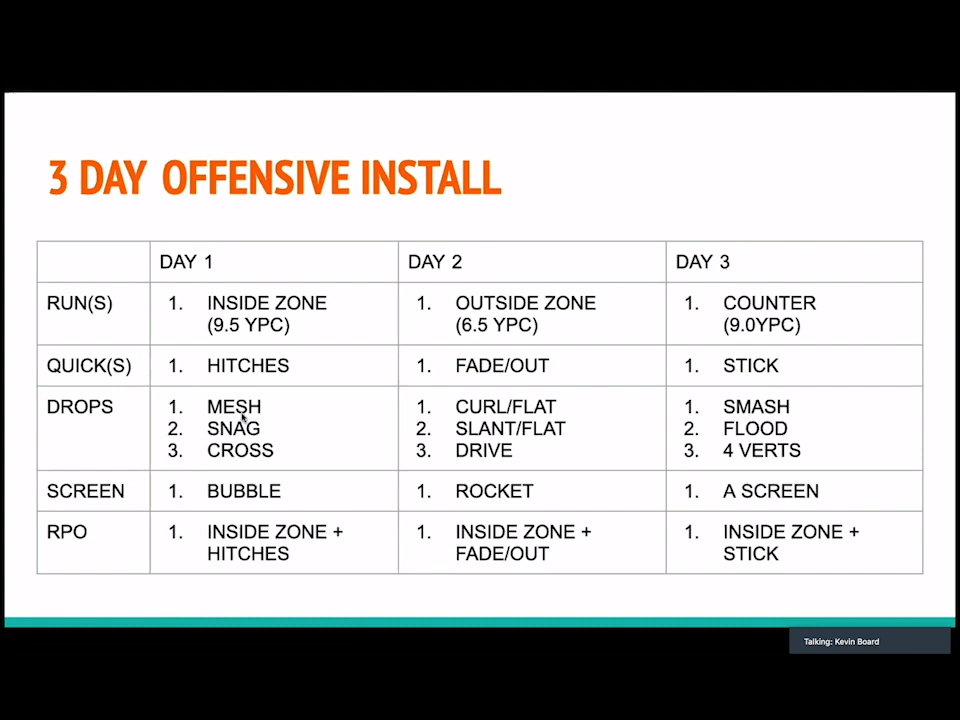 3 DAY OFFENSIVE INSTALL
DAY 1 DAY 2 DAY 3
RUN(S) 1. INSIDE ZONE 1. OUTSIDE ZONE 1. COUNTER
(9.5 YPC) (6.5 YPC) (9.0YPC)
QUICK(S) 1. HITCHES 1. FADE/OUT 1. STICK
DROPS 1. MESH 1. CURL/FLAT 1. SMASH
2. SNAG 2. SLANT/FLAT 2. FLOOD
3. CROSS 3. DRIVE 3. 4 VERTS
SCREEN 1. BUBBLE 1. ROCKET 1. A SCREEN
RPO 1. INSIDE ZONE + 1. INSIDE ZONE + 1. INSIDE ZONE +
HITCHES FADE/OUT STICK
Talking: Kevin Board